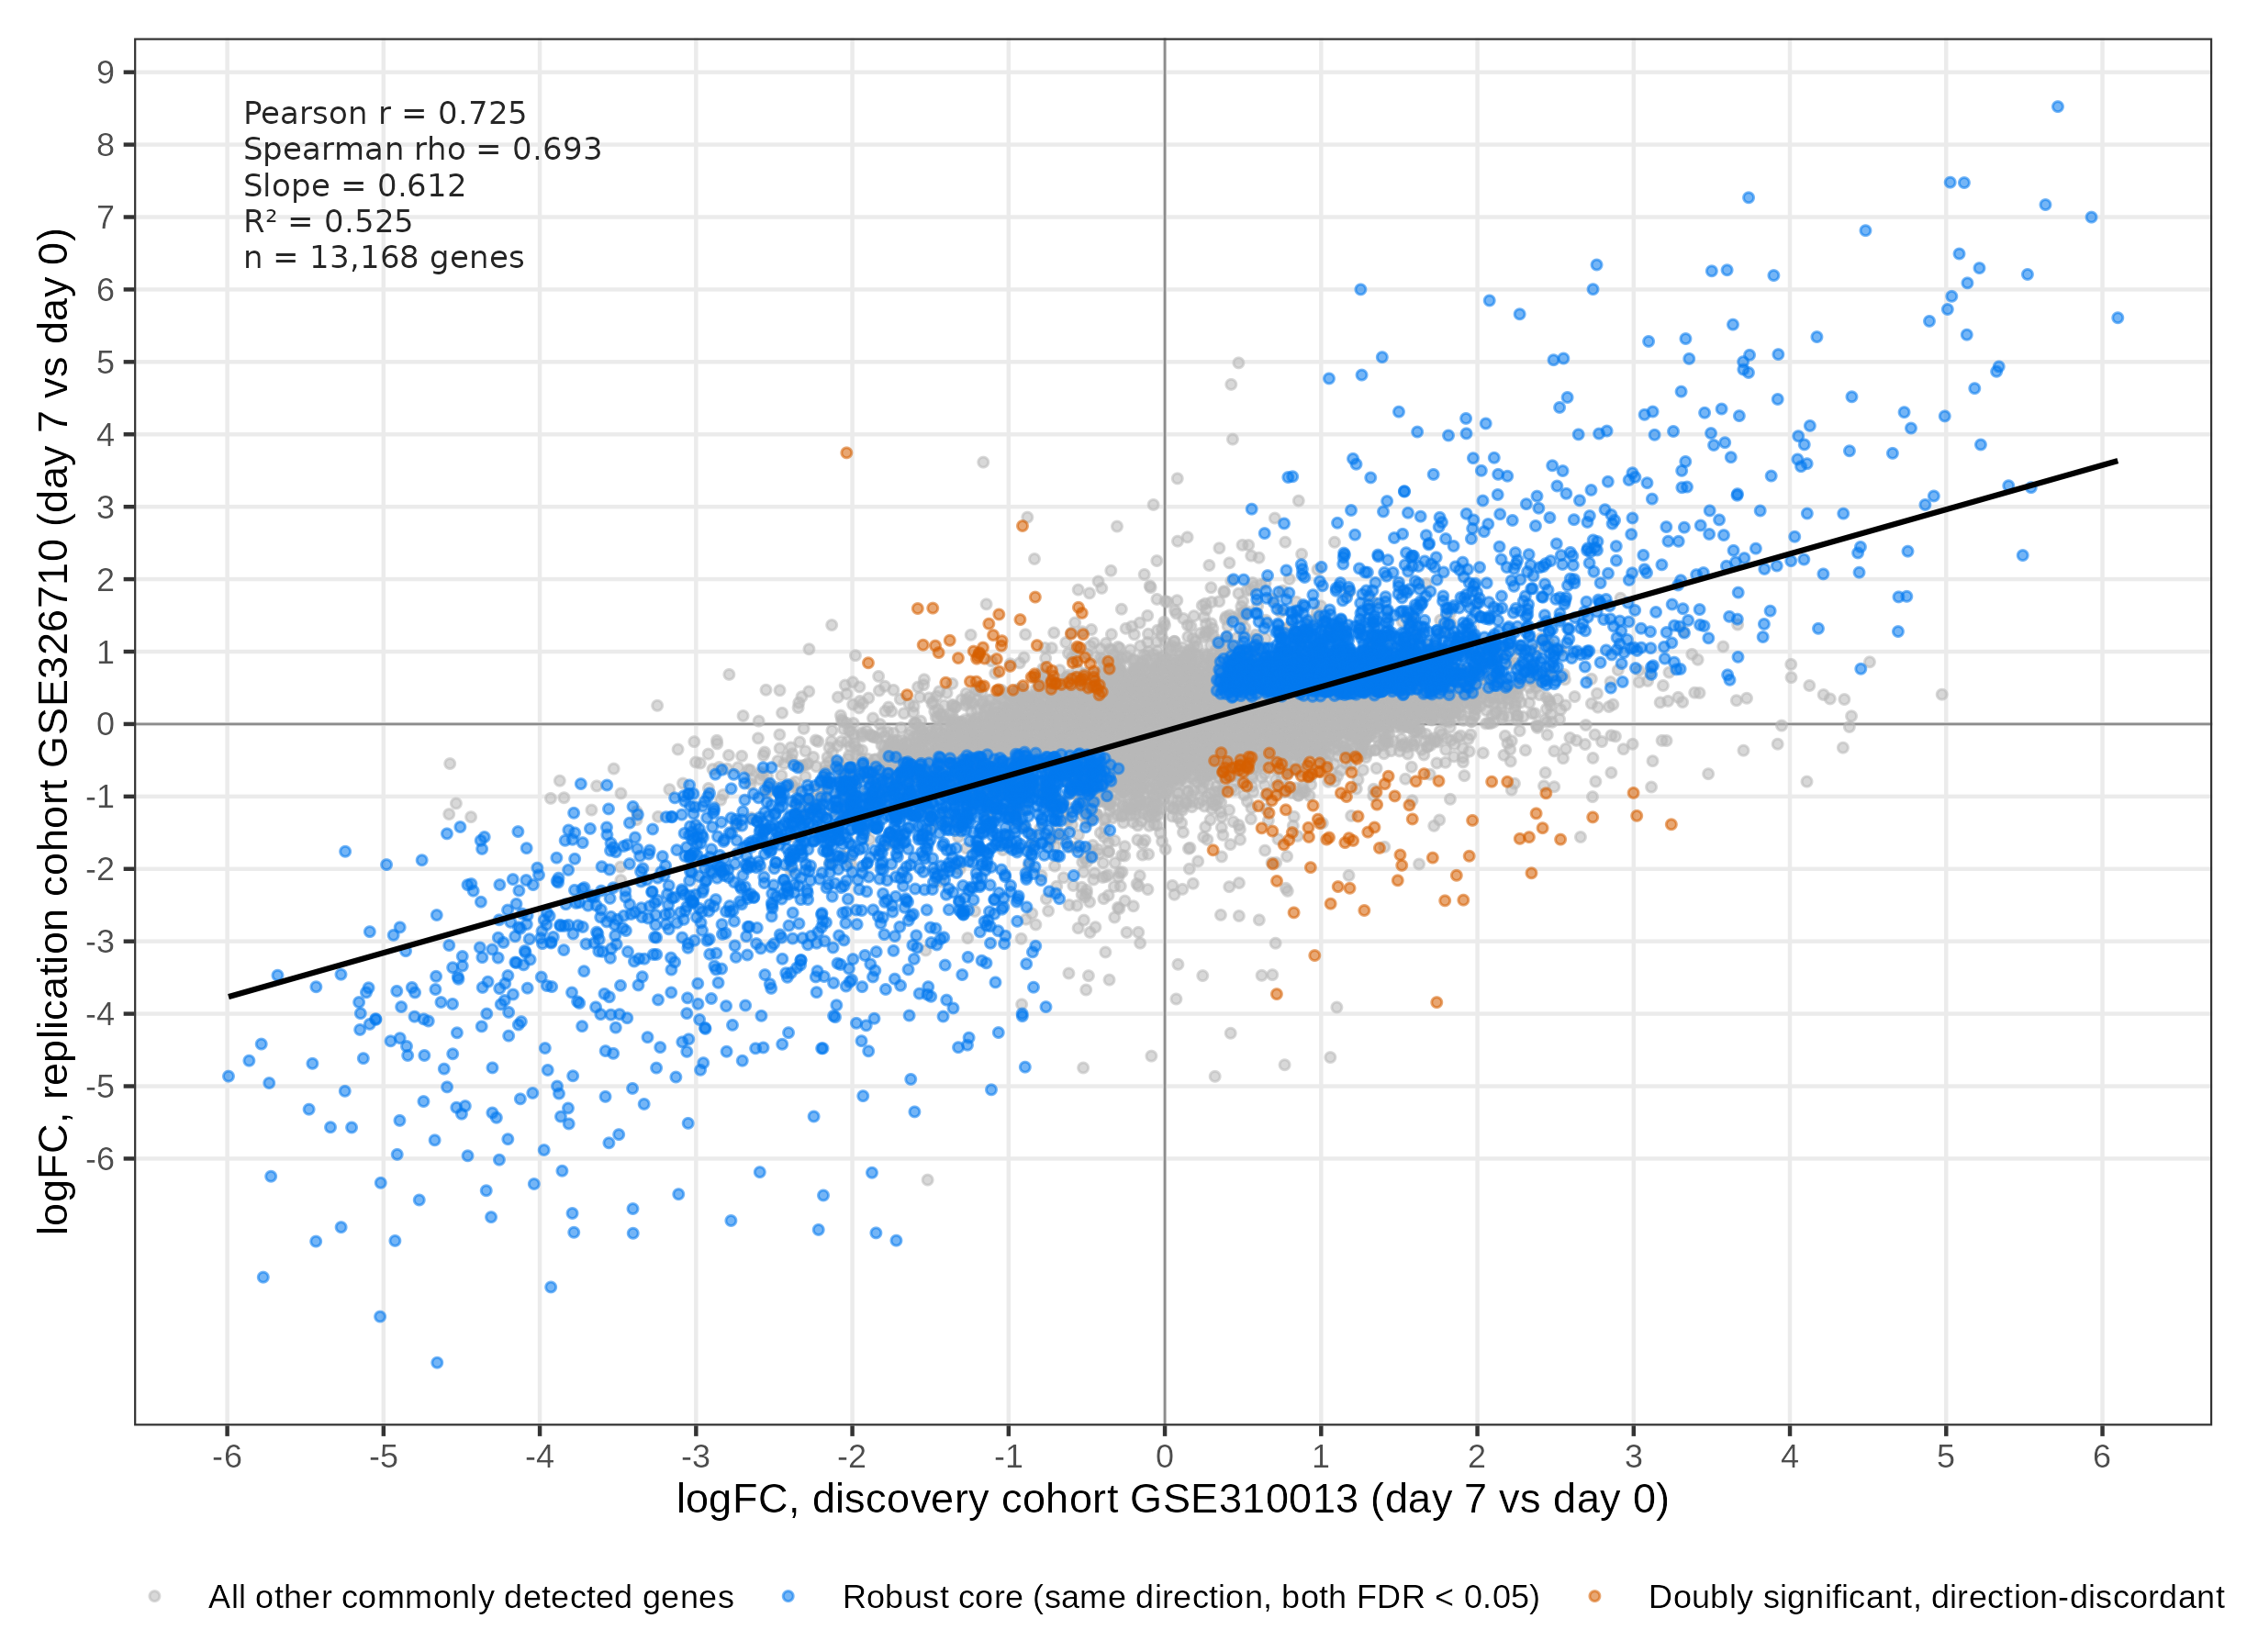 Pearson r = 0.725
Spearman rho = 0.693
Slope = 0.612
R² = 0.525
n = 13,168 genes
logFC, replication cohort GSE326710 (day 7 vs day 0)
9
8
7
6
5
4
3
2
1
0
-1
-2
-3
-4
-5
-6
-6 -5 -4 -3 -2 -1 0 1 2 3 4 5 6
logFC, discovery cohort GSE310013 (day 7 vs day 0)
All other commonly detected genes Robust core (same direction, both FDR < 0.05) Doubly significant, direction-discordant